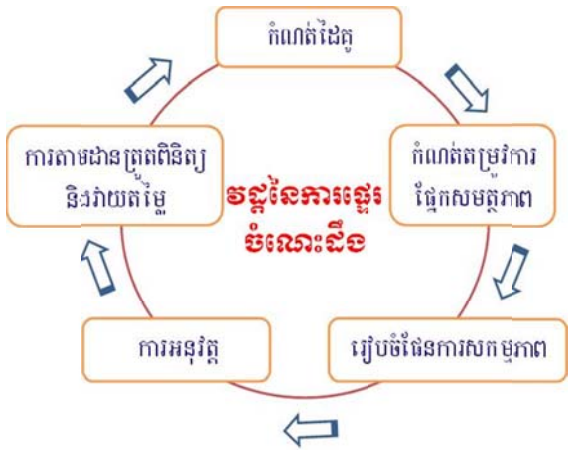 កំណត់ដៃគូ
កំណត់តម្រូវការ
ផ្នែកសមត្ថភាព
រៀបចំផែនការសកម្មភាព
ការអនុវត្ត
ការតាមដានត្រួតពិនិត្យ
និងវាយតម្លៃ
វដ្តនៃការផ្ទេរ
ចំណេះដឹង